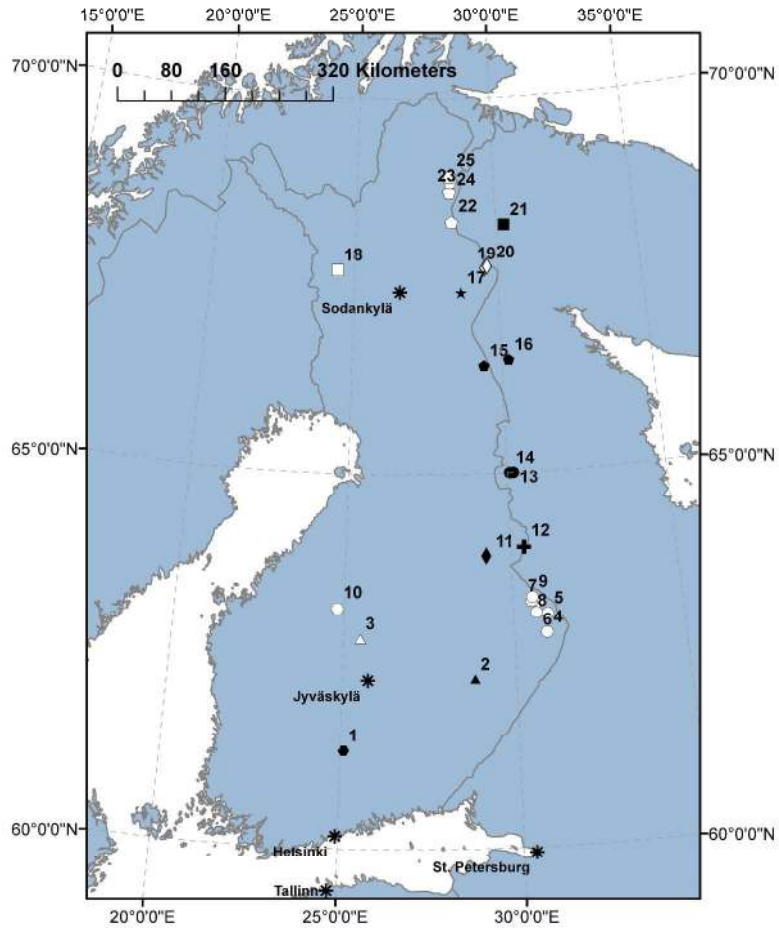 15°0'0"E 20°0'0"E 25°0'0"E 30°0'0"E 35°0'0"E
70°0'0"N 70°0'0"N
0 80 160 320 Kilometers
25
23 24
22 21
19 20
18 17
Sodankylä
15 16
65°0'0"N 65°0'0"N
14
13
12
11
9
7
5
8
10 6 4
3
2
Jyväskylä
1
60°0'0"N 60°0'0"N
Helsinki
St. Petersburg
Tallinn
20°0'0"E 25°0'0"E 30°0'0"E